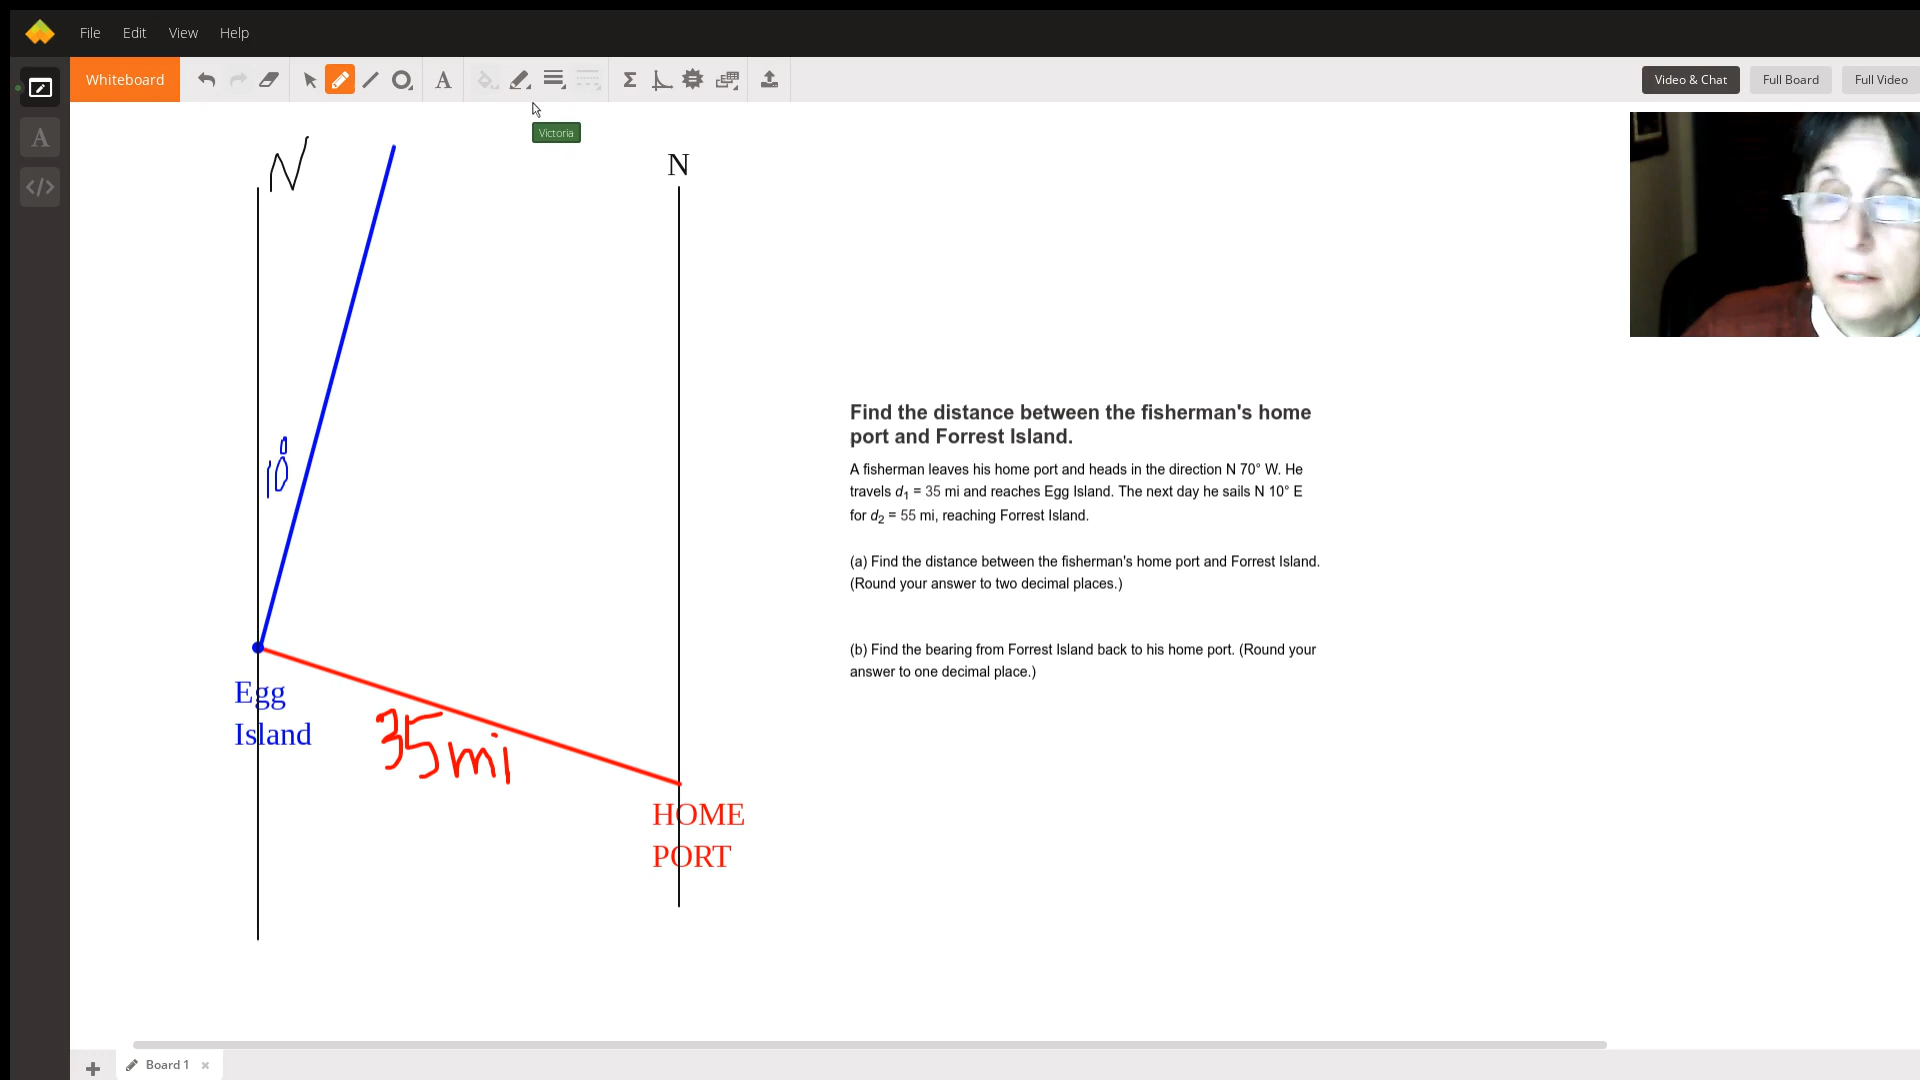 File Edit View Help
Whiteboard
A
Σ
Video & Chat Full Board Full Video
Victoria
A
</>
N
N
10°
Egg
Island
35 mi
HOME
PORT
Find the distance between the fisherman's home
port and Forrest Island.
A fisherman leaves his home port and heads in the direction N 70° W. He
travels d₁ = 35 mi and reaches Egg Island. The next day he sails N 10° E
for d₂ = 55 mi, reaching Forrest Island.
(a) Find the distance between the fisherman's home port and Forrest Island.
(Round your answer to two decimal places.)
(b) Find the bearing from Forrest Island back to his home port. (Round your
answer to one decimal place.)
+ Board 1 ×